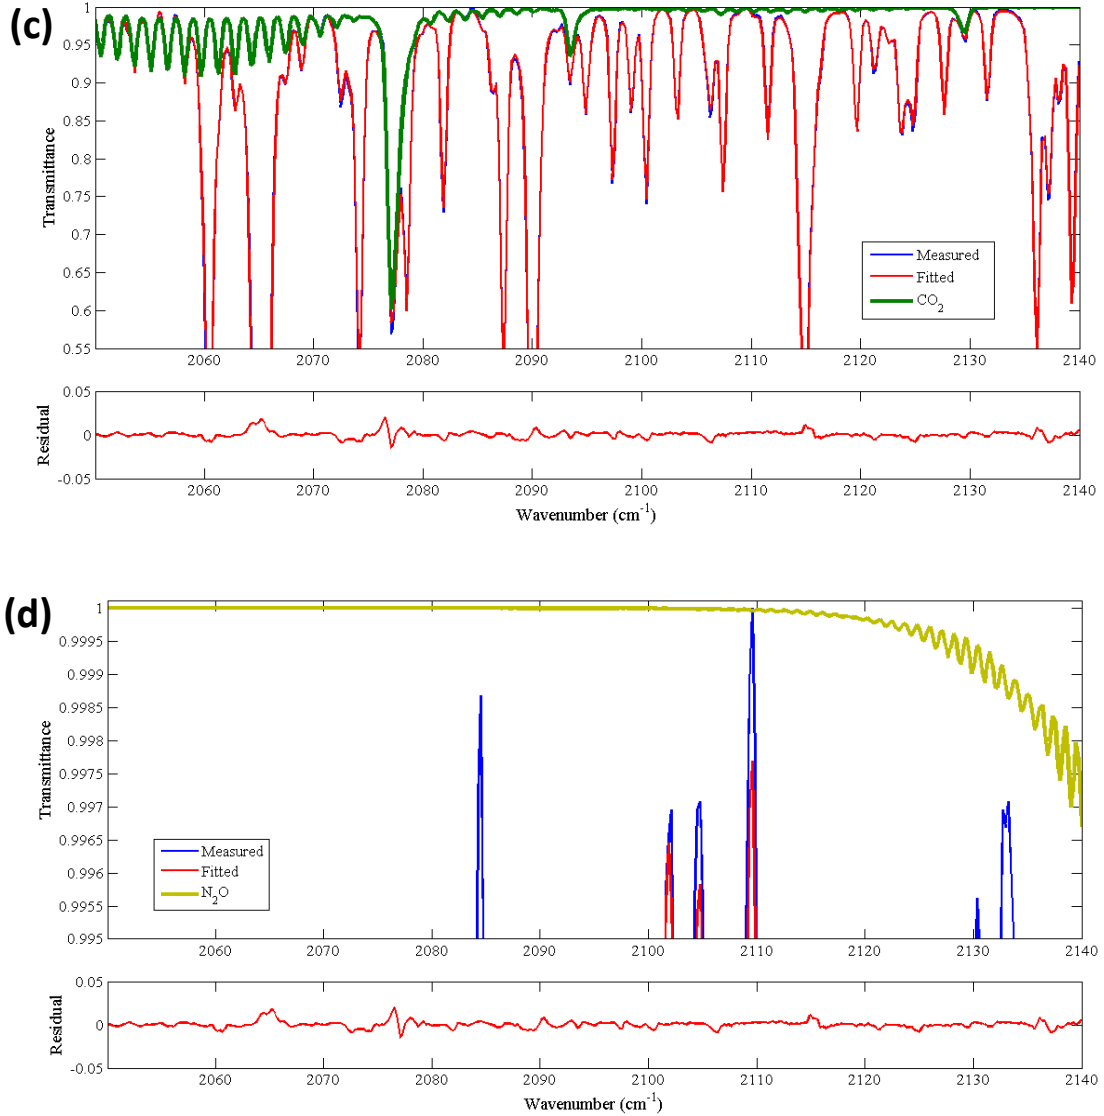 (c)
1
0.95
0.9
0.85
0.8
0.75
0.7
0.65
0.6
0.55
Transmittance
Measured
Fitted
CO2
2060 2070 2080 2090 2100 2110 2120 2130 2140
0.05
0
-0.05
Residual
2060 2070 2080 2090 2100 2110 2120 2130 2140
Wavenumber (cm-1)
(d)
1
0.9995
0.999
0.9985
0.998
0.9975
0.997
0.9965
0.996
0.9955
0.995
Transmittance
Measured
Fitted
N2O
2060 2070 2080 2090 2100 2110 2120 2130 2140
0.05
0
-0.05
Residual
2060 2070 2080 2090 2100 2110 2120 2130 2140
Wavenumber (cm-1)